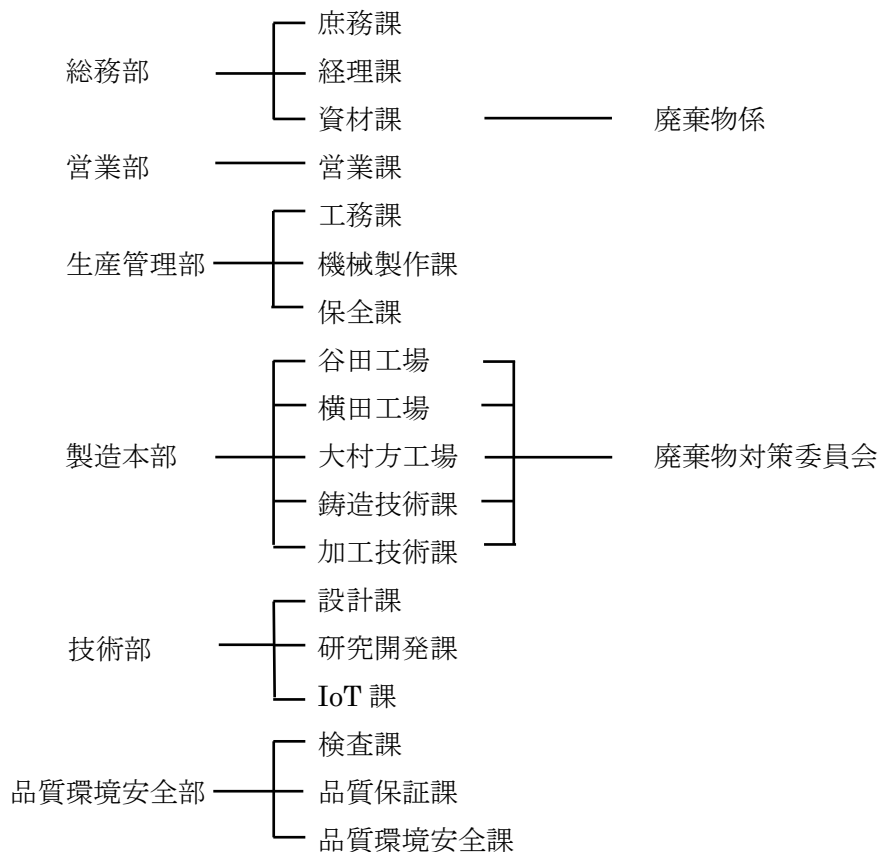 庶務課
総務部 経理課
資材課 廃棄物係
営業部 営業課
工務課
生産管理部 機械製作課
保全課
谷田工場
横田工場
製造本部 大村方工場 廃棄物対策委員会
鋳造技術課
加工技術課
設計課
技術部 研究開発課
IoT 課
検査課
品質環境安全部 品質保証課
品質環境安全課